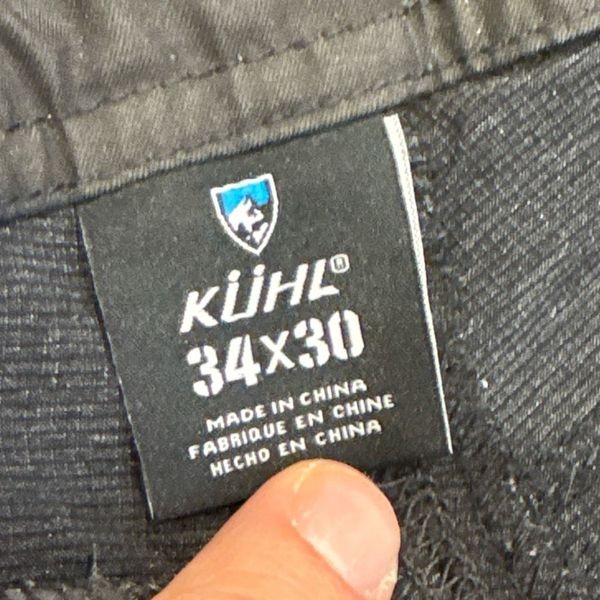 KÜHL®
34X30
MADE IN CHINA
FABRIQUE EN CHINE
HECHO EN CHINA